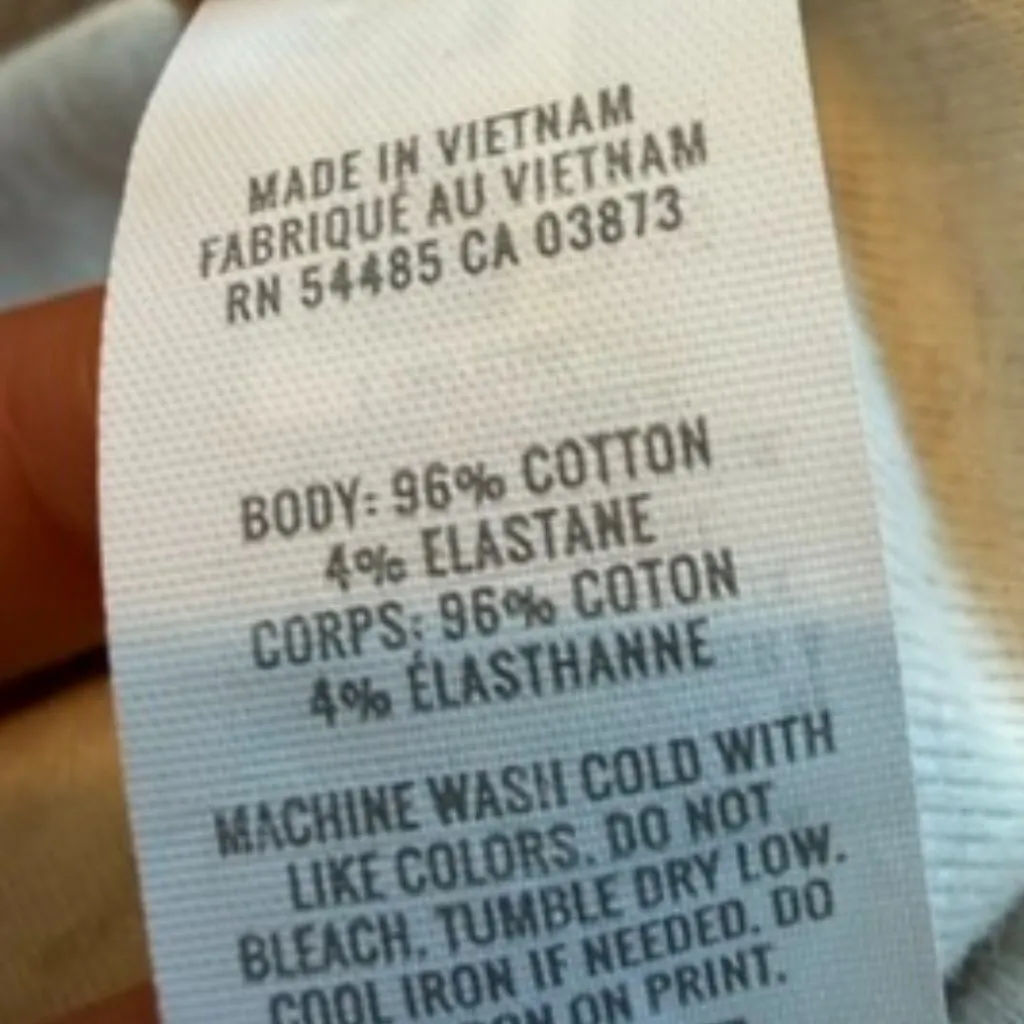 MADE IN VIETNAM
FABRIQUÉ AU VIETNAM
RN 54485 CA 03873
BODY: 96% COTTON
4% ELASTANE
CORPS: 96% COTON
4% ÉLASTHANNE
MACHINE WASH COLD WITH
LIKE COLORS. DO NOT
BLEACH. TUMBLE DRY LOW.
COOL IRON IF NEEDED. DO
ON PRINT.